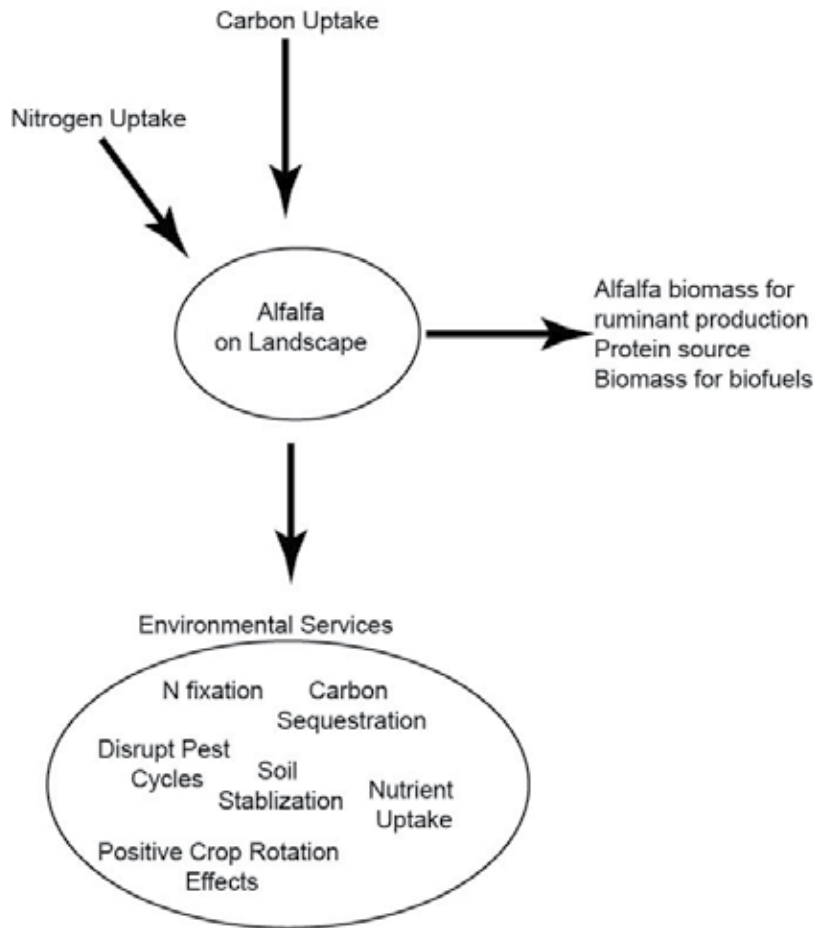 Carbon Uptake
Nitrogen Uptake
Alfalfa
on Landscape
Alfalfa biomass for
ruminant production
Protein source
Biomass for biofuels
Environmental Services
N fixation
Carbon
Sequestration
Disrupt Pest
Cycles
Soil
Stablization
Nutrient
Uptake
Positive Crop Rotation
Effects